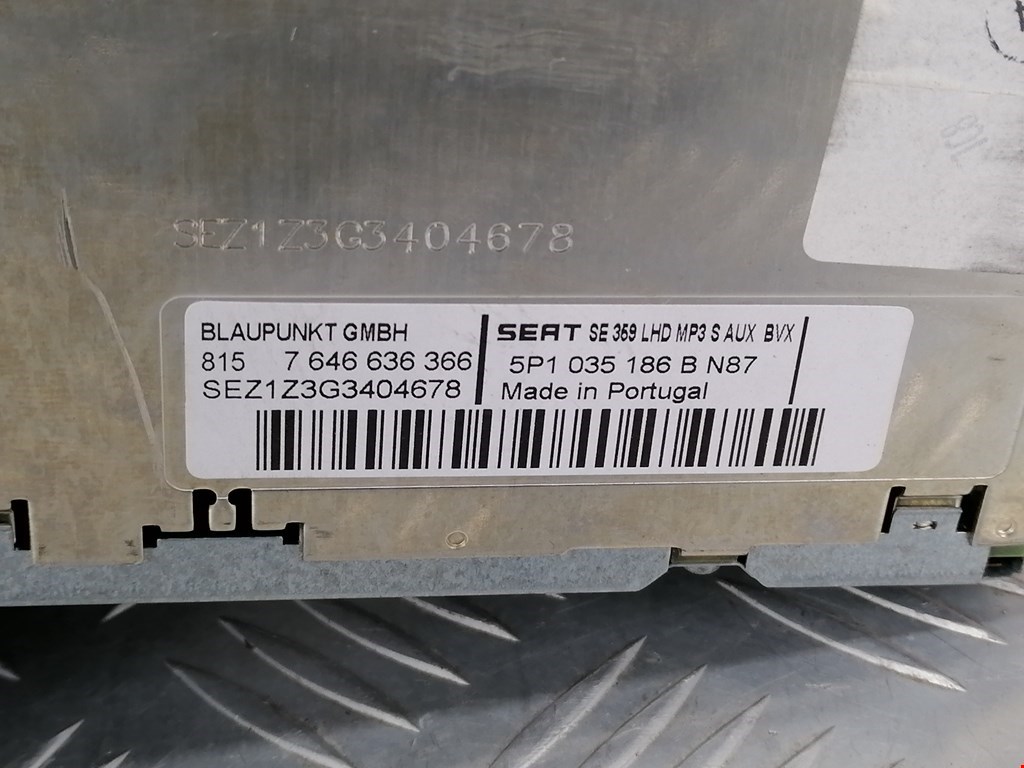 SEZ1Z3G3404678
BLAUPUNKT GMBH
815 7 646 636 366
SEZ1Z3G3404678
SEAT SE 359 LHD MP3 S AUX BVX
5P1 035 186 B N87
Made in Portugal